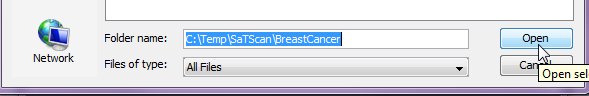 Folder name: C:\Temp\SaTScan\BreastCancer Open
Network
Files of type: All Files
Open sel